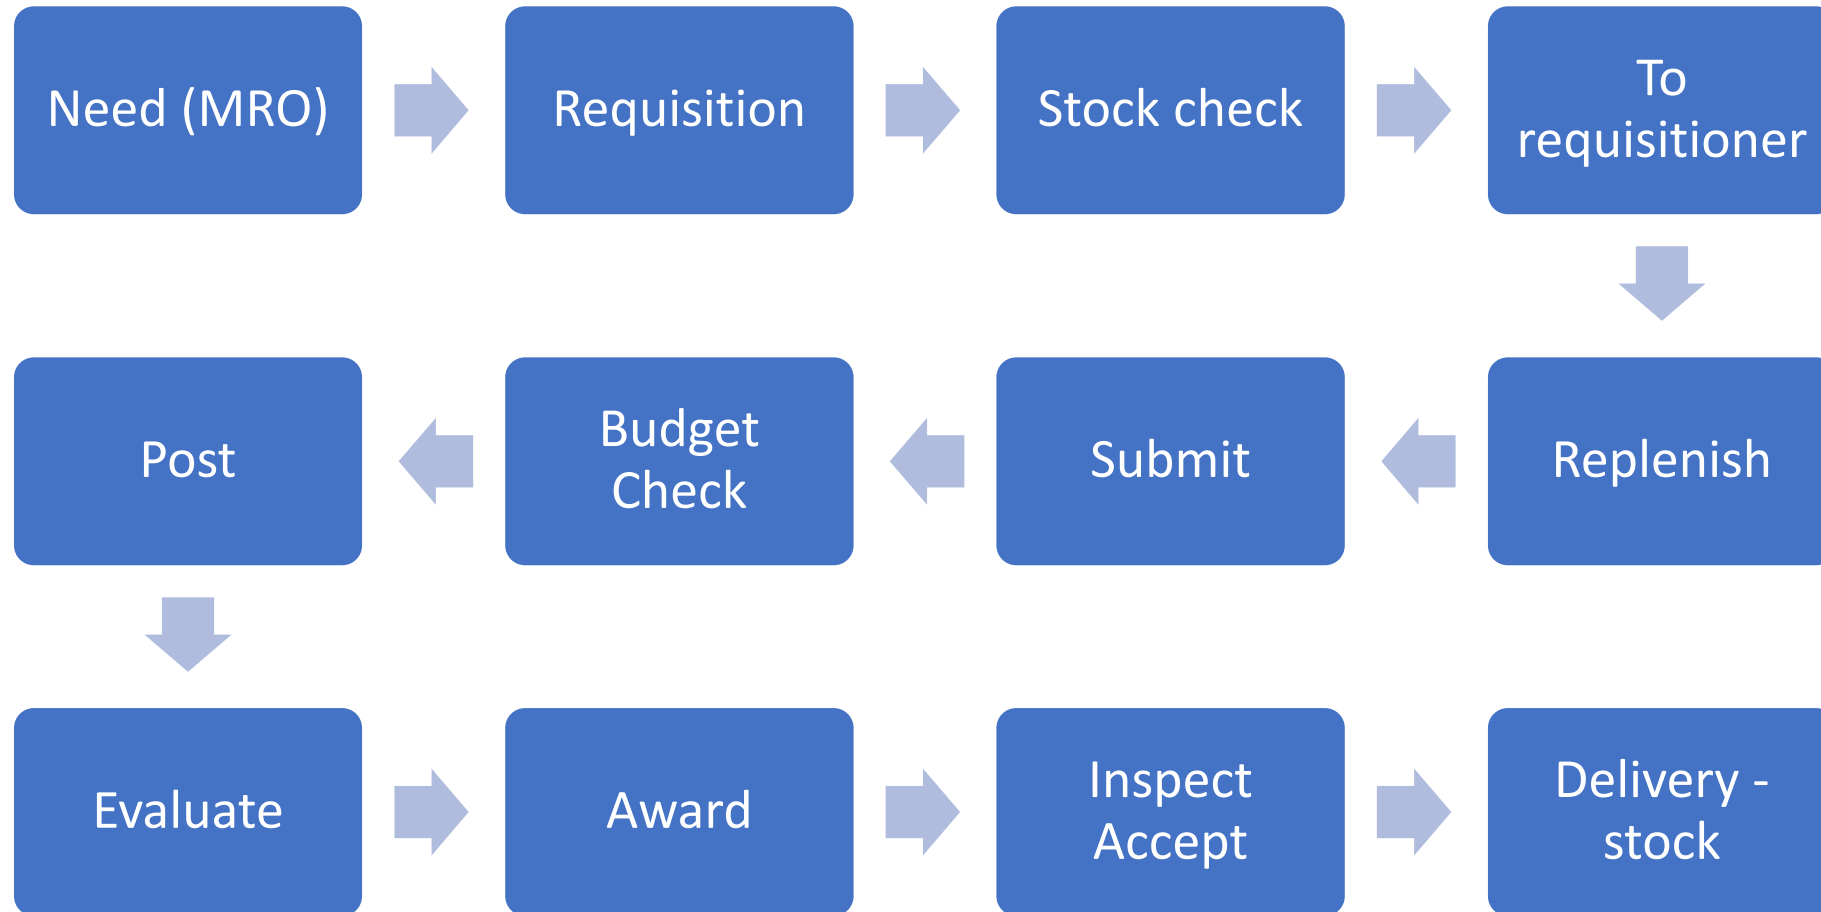 Need (MRO)
Requisition
Stock check
To
requisitioner
Replenish
Submit
Budget
Check
Post
Evaluate
Award
Inspect
Accept
Delivery -
stock